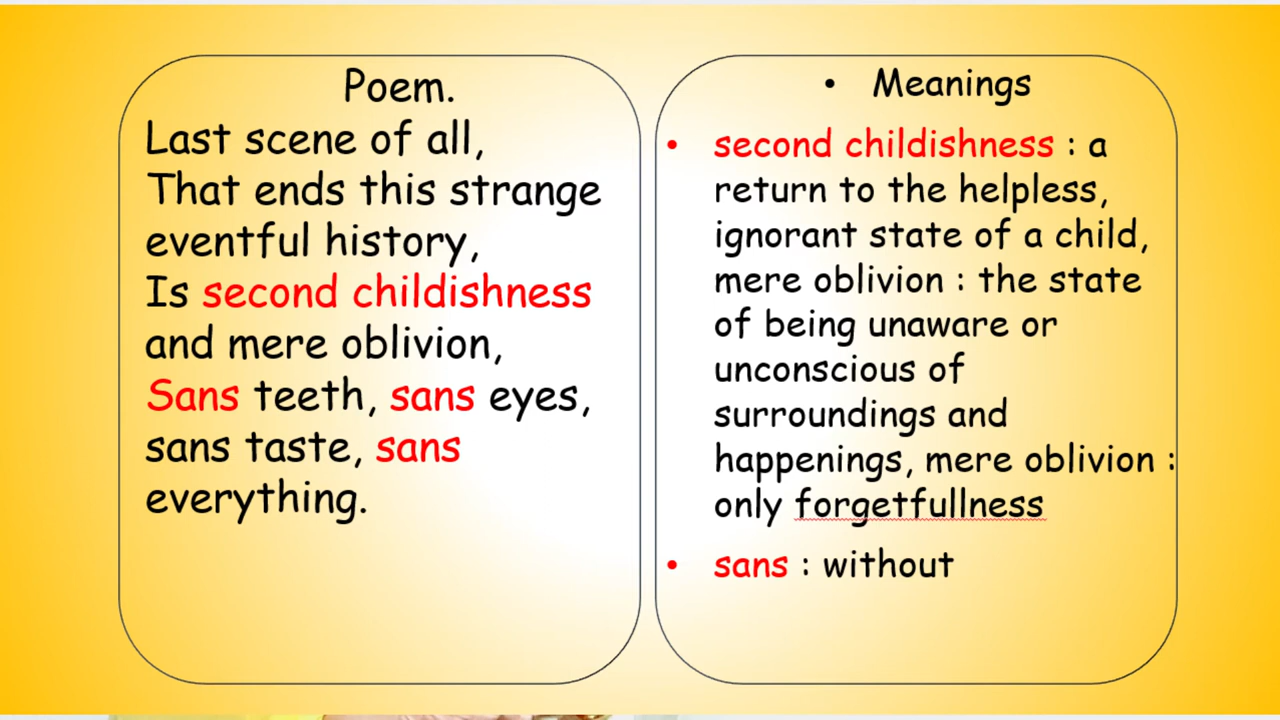 Poem.
Last scene of all,
That ends this strange
eventful history,
Is second childishness
and mere oblivion,
Sans teeth, sans eyes,
sans taste, sans
everything.
• Meanings
• second childishness : a
return to the helpless,
ignorant state of a child,
mere oblivion : the state
of being unaware or
unconscious of
surroundings and
happenings, mere oblivion :
only forgetfullness
• sans : without